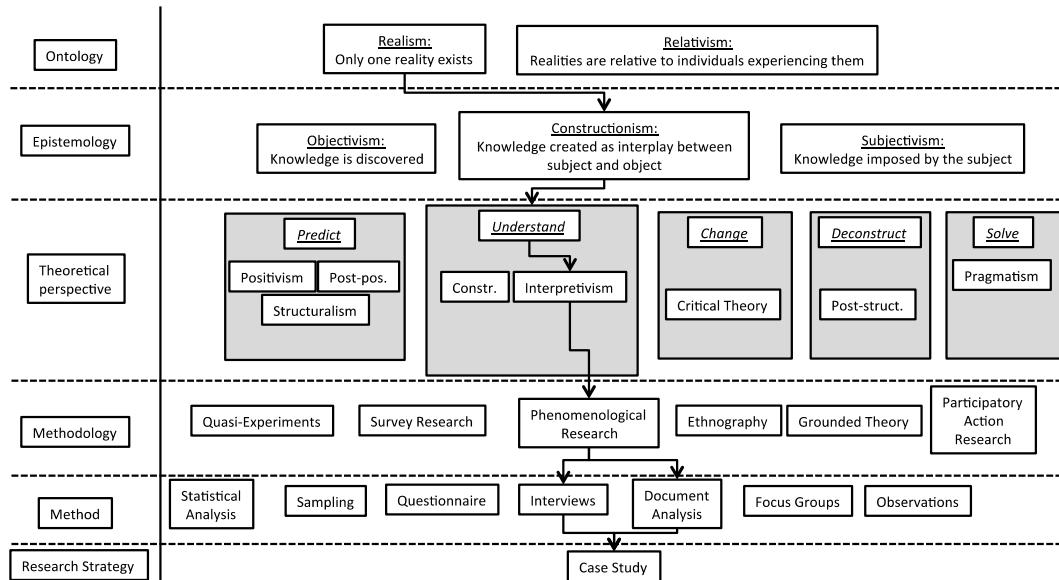 Ontology
Realism:
Only one reality exists
Relativism:
Realities are relative to individuals experiencing them
Epistemology
Objectivism:
Knowledge is discovered
Constructionism:
Knowledge created as interplay between
subject and object
Subjectivism:
Knowledge imposed by the subject
Theoretical
perspective
Predict
Positivism
Post-pos.
Structuralism
Understand
Constr.
Interpretivism
Change
Critical Theory
Deconstruct
Post-struct.
Solve
Pragmatism
Methodology
Quasi-Experiments
Survey Research
Phenomenological
Research
Ethnography
Grounded Theory
Participatory
Action
Research
Method
Statistical
Analysis
Sampling
Questionnaire
Interviews
Document
Analysis
Focus Groups
Observations
Research Strategy
Case Study